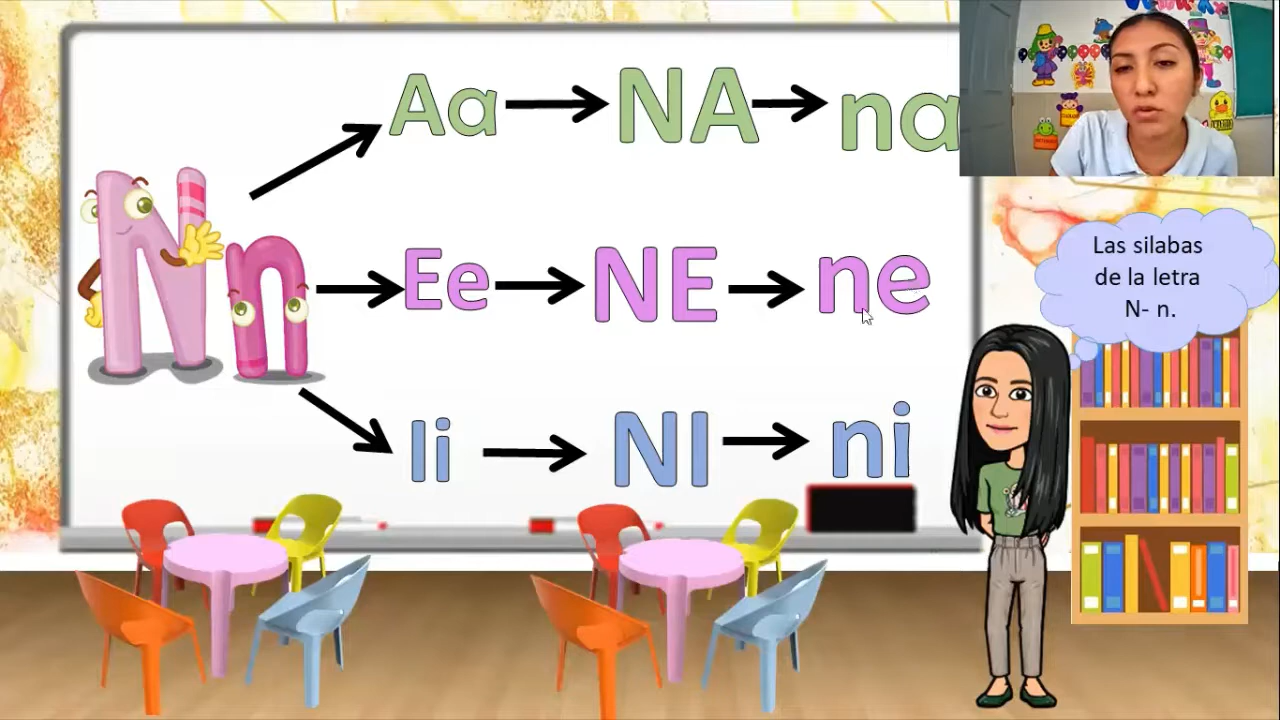 Aa NA na
Nn
Ee NE ne
Ii NI ni
Las silabas
de la letra
N- n.